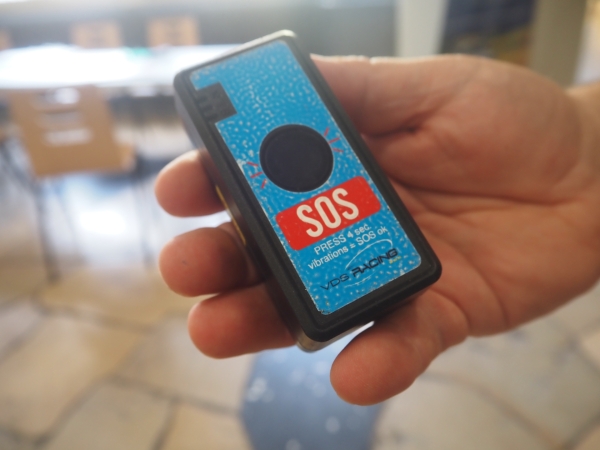 SOS
PRESS 4 sec.
vibrations = SOS ok
VDS RACING